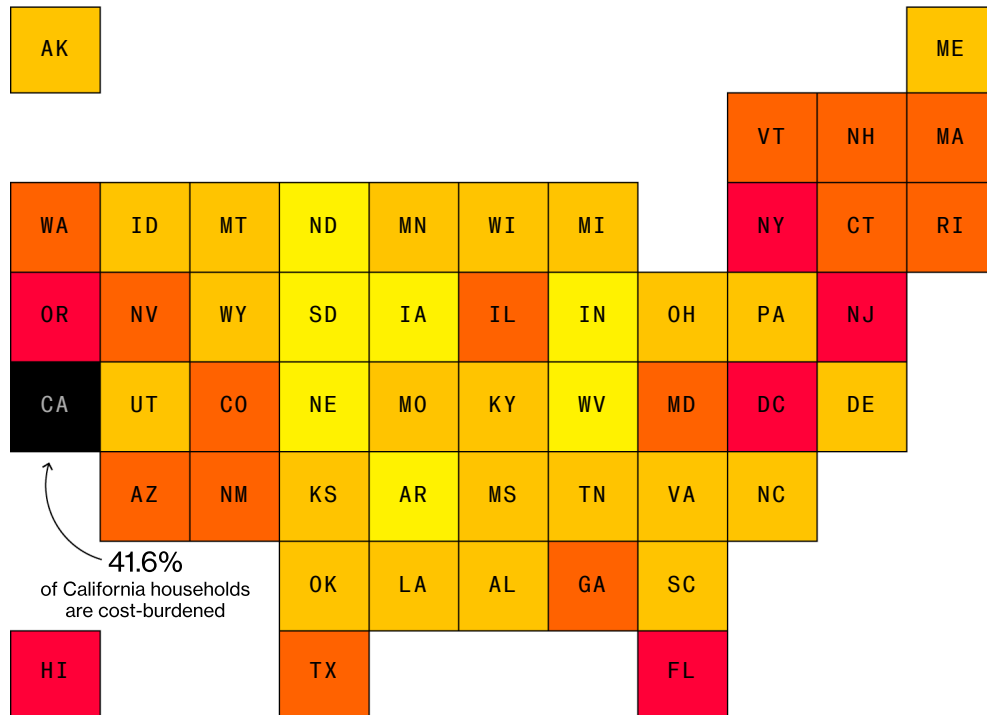 AK ME
VT NH MA
WA ID MT ND MN WI MI NY CT RI
OR NV WY SD IA IL IN OH PA NJ
CA UT CO NE MO KY WV MD DC DE
AZ NM KS AR MS TN VA NC
41.6%
of California households
are cost-burdened
OK LA AL GA SC
HI TX FL